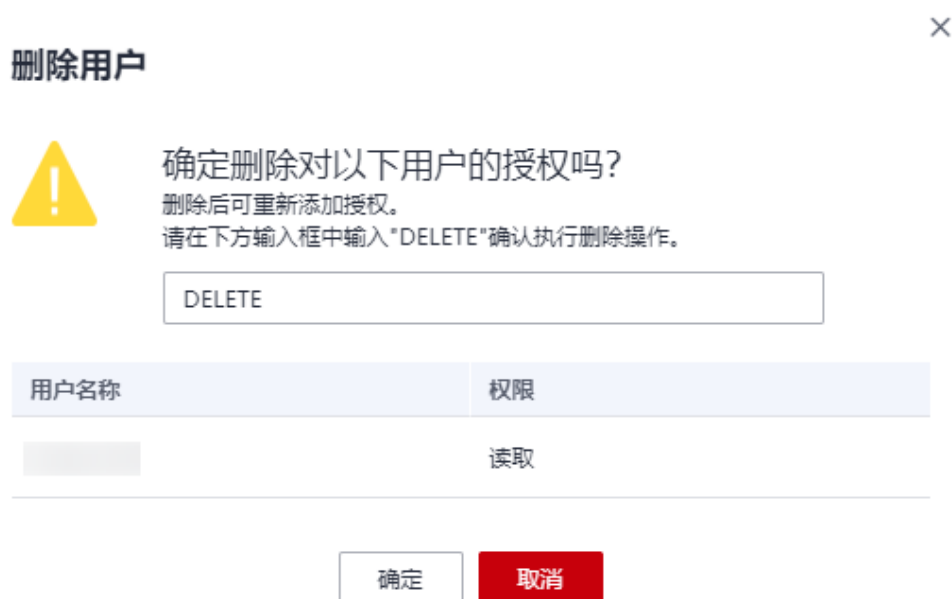 删除用户
确定删除对以下用户的授权吗?
删除后可重新添加授权。
请在下方输入框中输入"DELETE"确认执行删除操作。
DELETE
用户名称 权限
读取
确定 取消